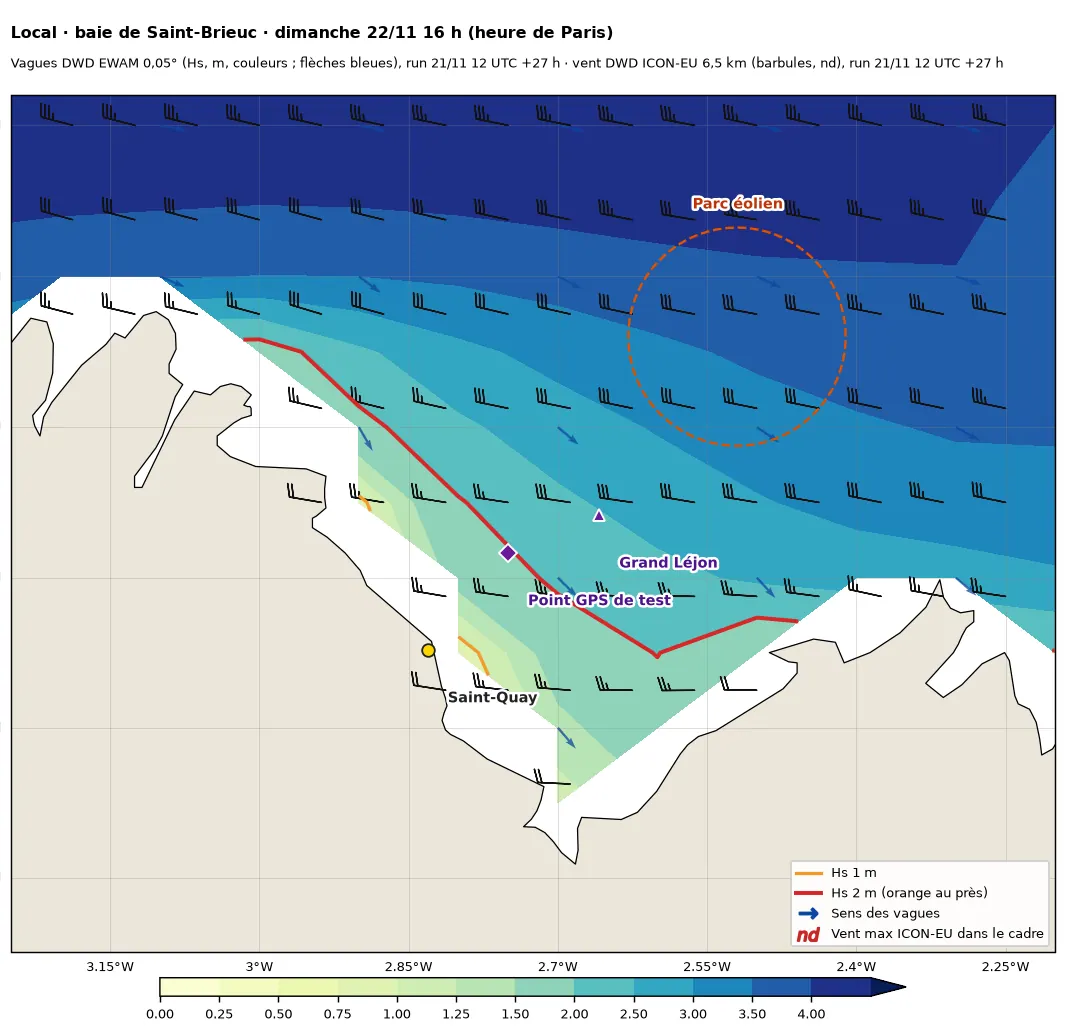 Local · baie de Saint-Brieuc · dimanche 22/11 16 h (heure de Paris)
Vagues DWD EWAM 0,05° (Hs, m, couleurs ; flèches bleues), run 21/11 12 UTC +27 h · vent DWD ICON-EU 6,5 km (barbules, nd), run 21/11 12 UTC +27 h
Parc éolien
Grand Léjon
Point GPS de test
Saint-Quay
Hs 1 m
Hs 2 m (orange au près)
Sens des vagues
nd Vent max ICON-EU dans le cadre
3.15°W 3°W 2.85°W 2.7°W 2.55°W 2.4°W 2.25°W
0.00 0.25 0.50 0.75 1.00 1.25 1.50 2.00 2.50 3.00 3.50 4.00